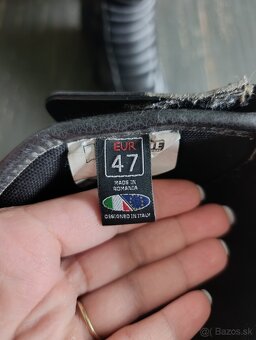 EUR
47
MADE IN
ROMANIA
DESIGNED IN ITALY
Bazos.sk